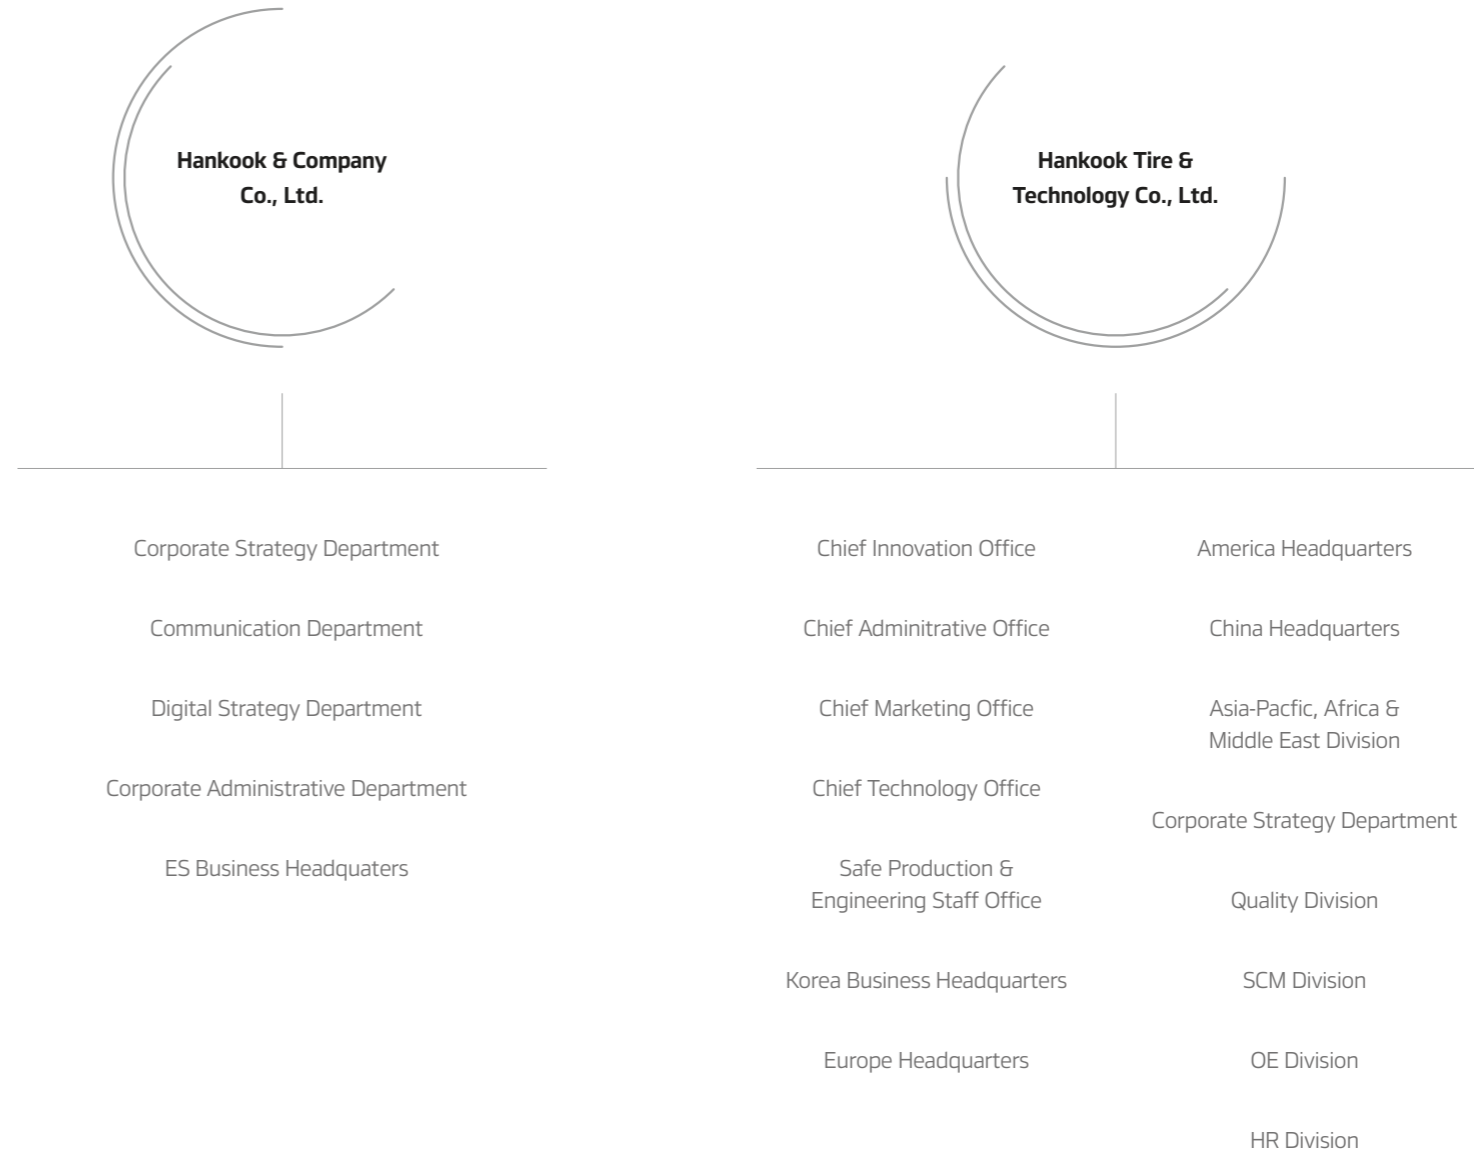 Hankook & Company
Co., Ltd.
Corporate Strategy Department
Communication Department
Digital Strategy Department
Corporate Administrative Department
ES Business Headquaters
Hankook Tire &
Technology Co., Ltd.
Chief Innovation Office
Chief Adminitrative Office
Chief Marketing Office
Chief Technology Office
Safe Production &
Engineering Staff Office
Korea Business Headquarters
Europe Headquarters
America Headquarters
China Headquarters
Asia-Pacfic, Africa &
Middle East Division
Corporate Strategy Department
Quality Division
SCM Division
OE Division
HR Division